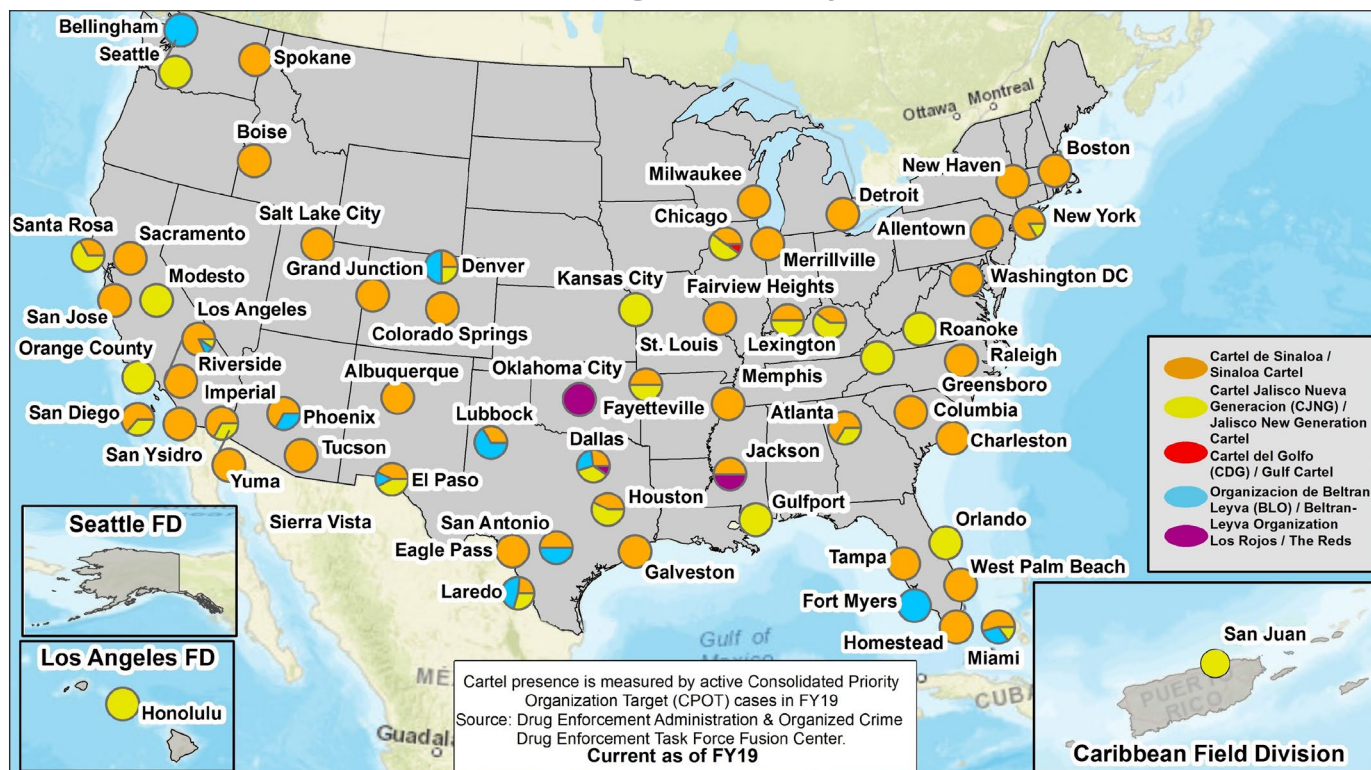 Bellingham
Seattle
Spokane
Boise
Ottawa
Montreal
Boston
New Haven
Milwaukee
Detroit
Chicago
New York
Allentown
Merrillville
Washington DC
Salt Lake City
Santa Rosa
Sacramento
Grand Junction
Denver
Modesto
Kansas City
Fairview Heights
Los Angeles
San Jose
Colorado Springs
Roanoke
Orange County
St. Louis
Lexington
Raleigh
Riverside
Albuquerque
Oklahoma City
Memphis
Greensboro
Imperial
San Diego
Phoenix
Lubbock
Fayetteville
Atlanta
Columbia
San Ysidro
Tucson
Dallas
Jackson
Charleston
Yuma
El Paso
Houston
Gulfport
Sierra Vista
San Antonio
Orlando
Eagle Pass
Galveston
Tampa
West Palm Beach
Laredo
Fort Myers
Homestead
Miami
Gulf of
Mexico
MÉ
Guadal
CUBA
Cartel de Sinaloa /
Sinaloa Cartel
Cartel Jalisco Nueva
Generacion (CJNG) /
Jalisco New Generation
Cartel
Cartel del Golfo
(CDG) / Gulf Cartel
Organizacion de Beltran
Leyva (BLO) / Beltran-
Leyva Organization
Los Rojos / The Reds
Seattle FD
Los Angeles FD
Honolulu
Cartel presence is measured by active Consolidated Priority
Organization Target (CPOT) cases in FY19
Source: Drug Enforcement Administration & Organized Crime
Drug Enforcement Task Force Fusion Center.
Current as of FY19
San Juan
PUERTO
RICO
Caribbean Field Division